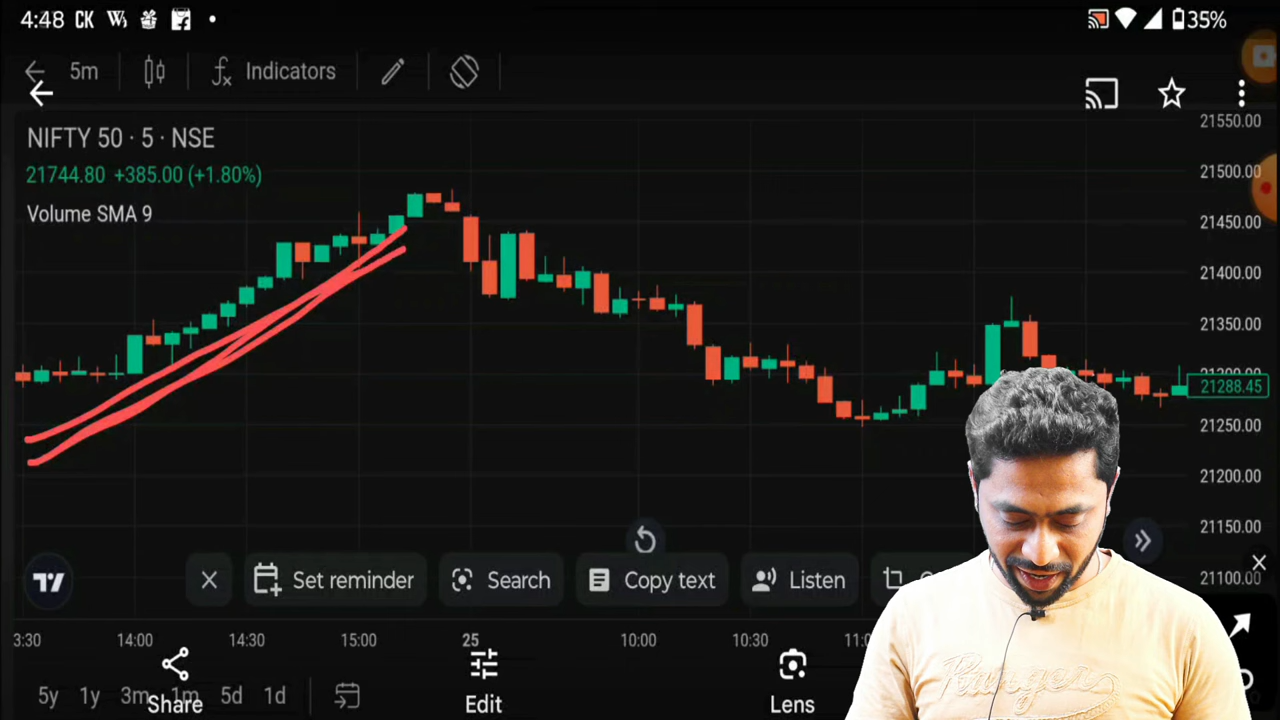 4:48 CK W 35%
5m Indicators
NIFTY 50 · 5 · NSE
21744.80 +385.00 (+1.80%)
Volume SMA 9
21550.00
21500.00
21450.00
21400.00
21350.00
21300.00
21288.45
21250.00
21200.00
21150.00
21100.00
Set reminder Search Copy text Listen
3:30 14:00 14:30 15:00 25 10:00 10:30 11:0
5y 1y 3m 1m 5d 1d
Share Edit Lens
Ranger